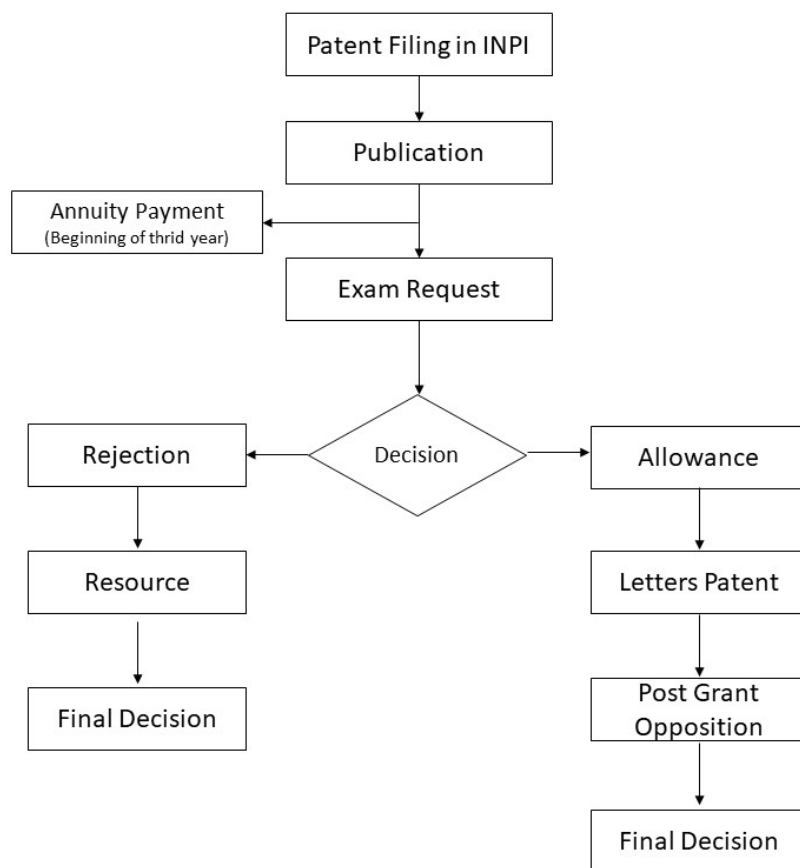 Patent Filing in INPI
Publication
Annuity Payment
(Beginning of thrid year)
Exam Request
Decision
Rejection
Allowance
Resource
Letters Patent
Final Decision
Post Grant
Opposition
Final Decision